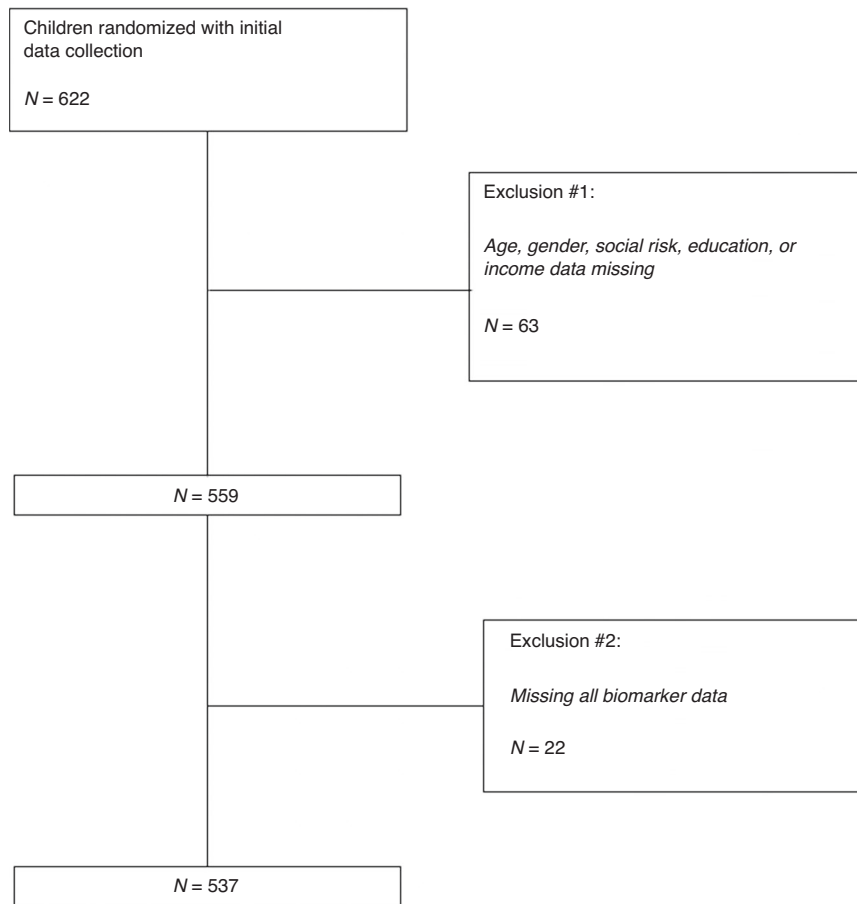 Children randomized with initial
data collection
N = 622
Exclusion #1:
Age, gender, social risk, education, or
income data missing
N = 63
N = 559
Exclusion #2:
Missing all biomarker data
N = 22
N = 537